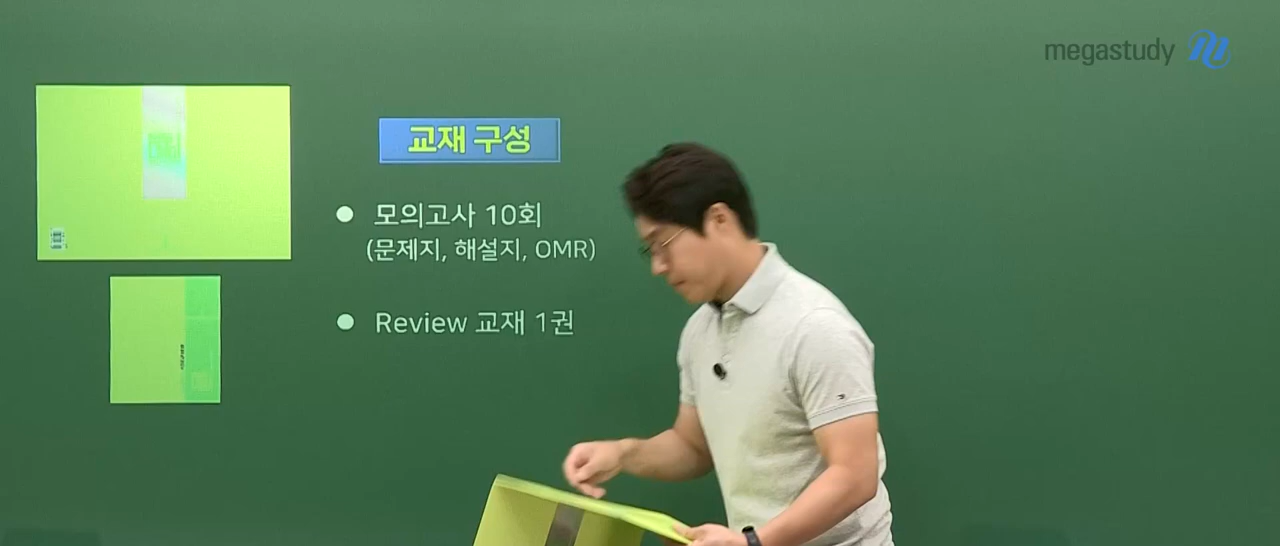 megastudy
교재 구성
모의고사 10회
(문제지, 해설지, OMR)
Review 교재 1권